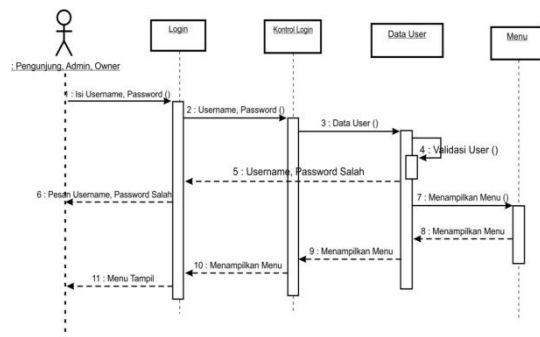 Login
Kontrol Login
Data User
Menu
: Pengunjung, Admin, Owner
1 : Isi Username, Password ()
2 : Username, Password ()
3 : Data User ()
4 : Validasi User ()
5 : Username, Password Salah
6 : Pesan Username, Password Salah
7 : Menampilkan Menu ()
8 : Menampilkan Menu
9 : Menampilkan Menu
10 : Menampilkan Menu
11 : Menu Tampil